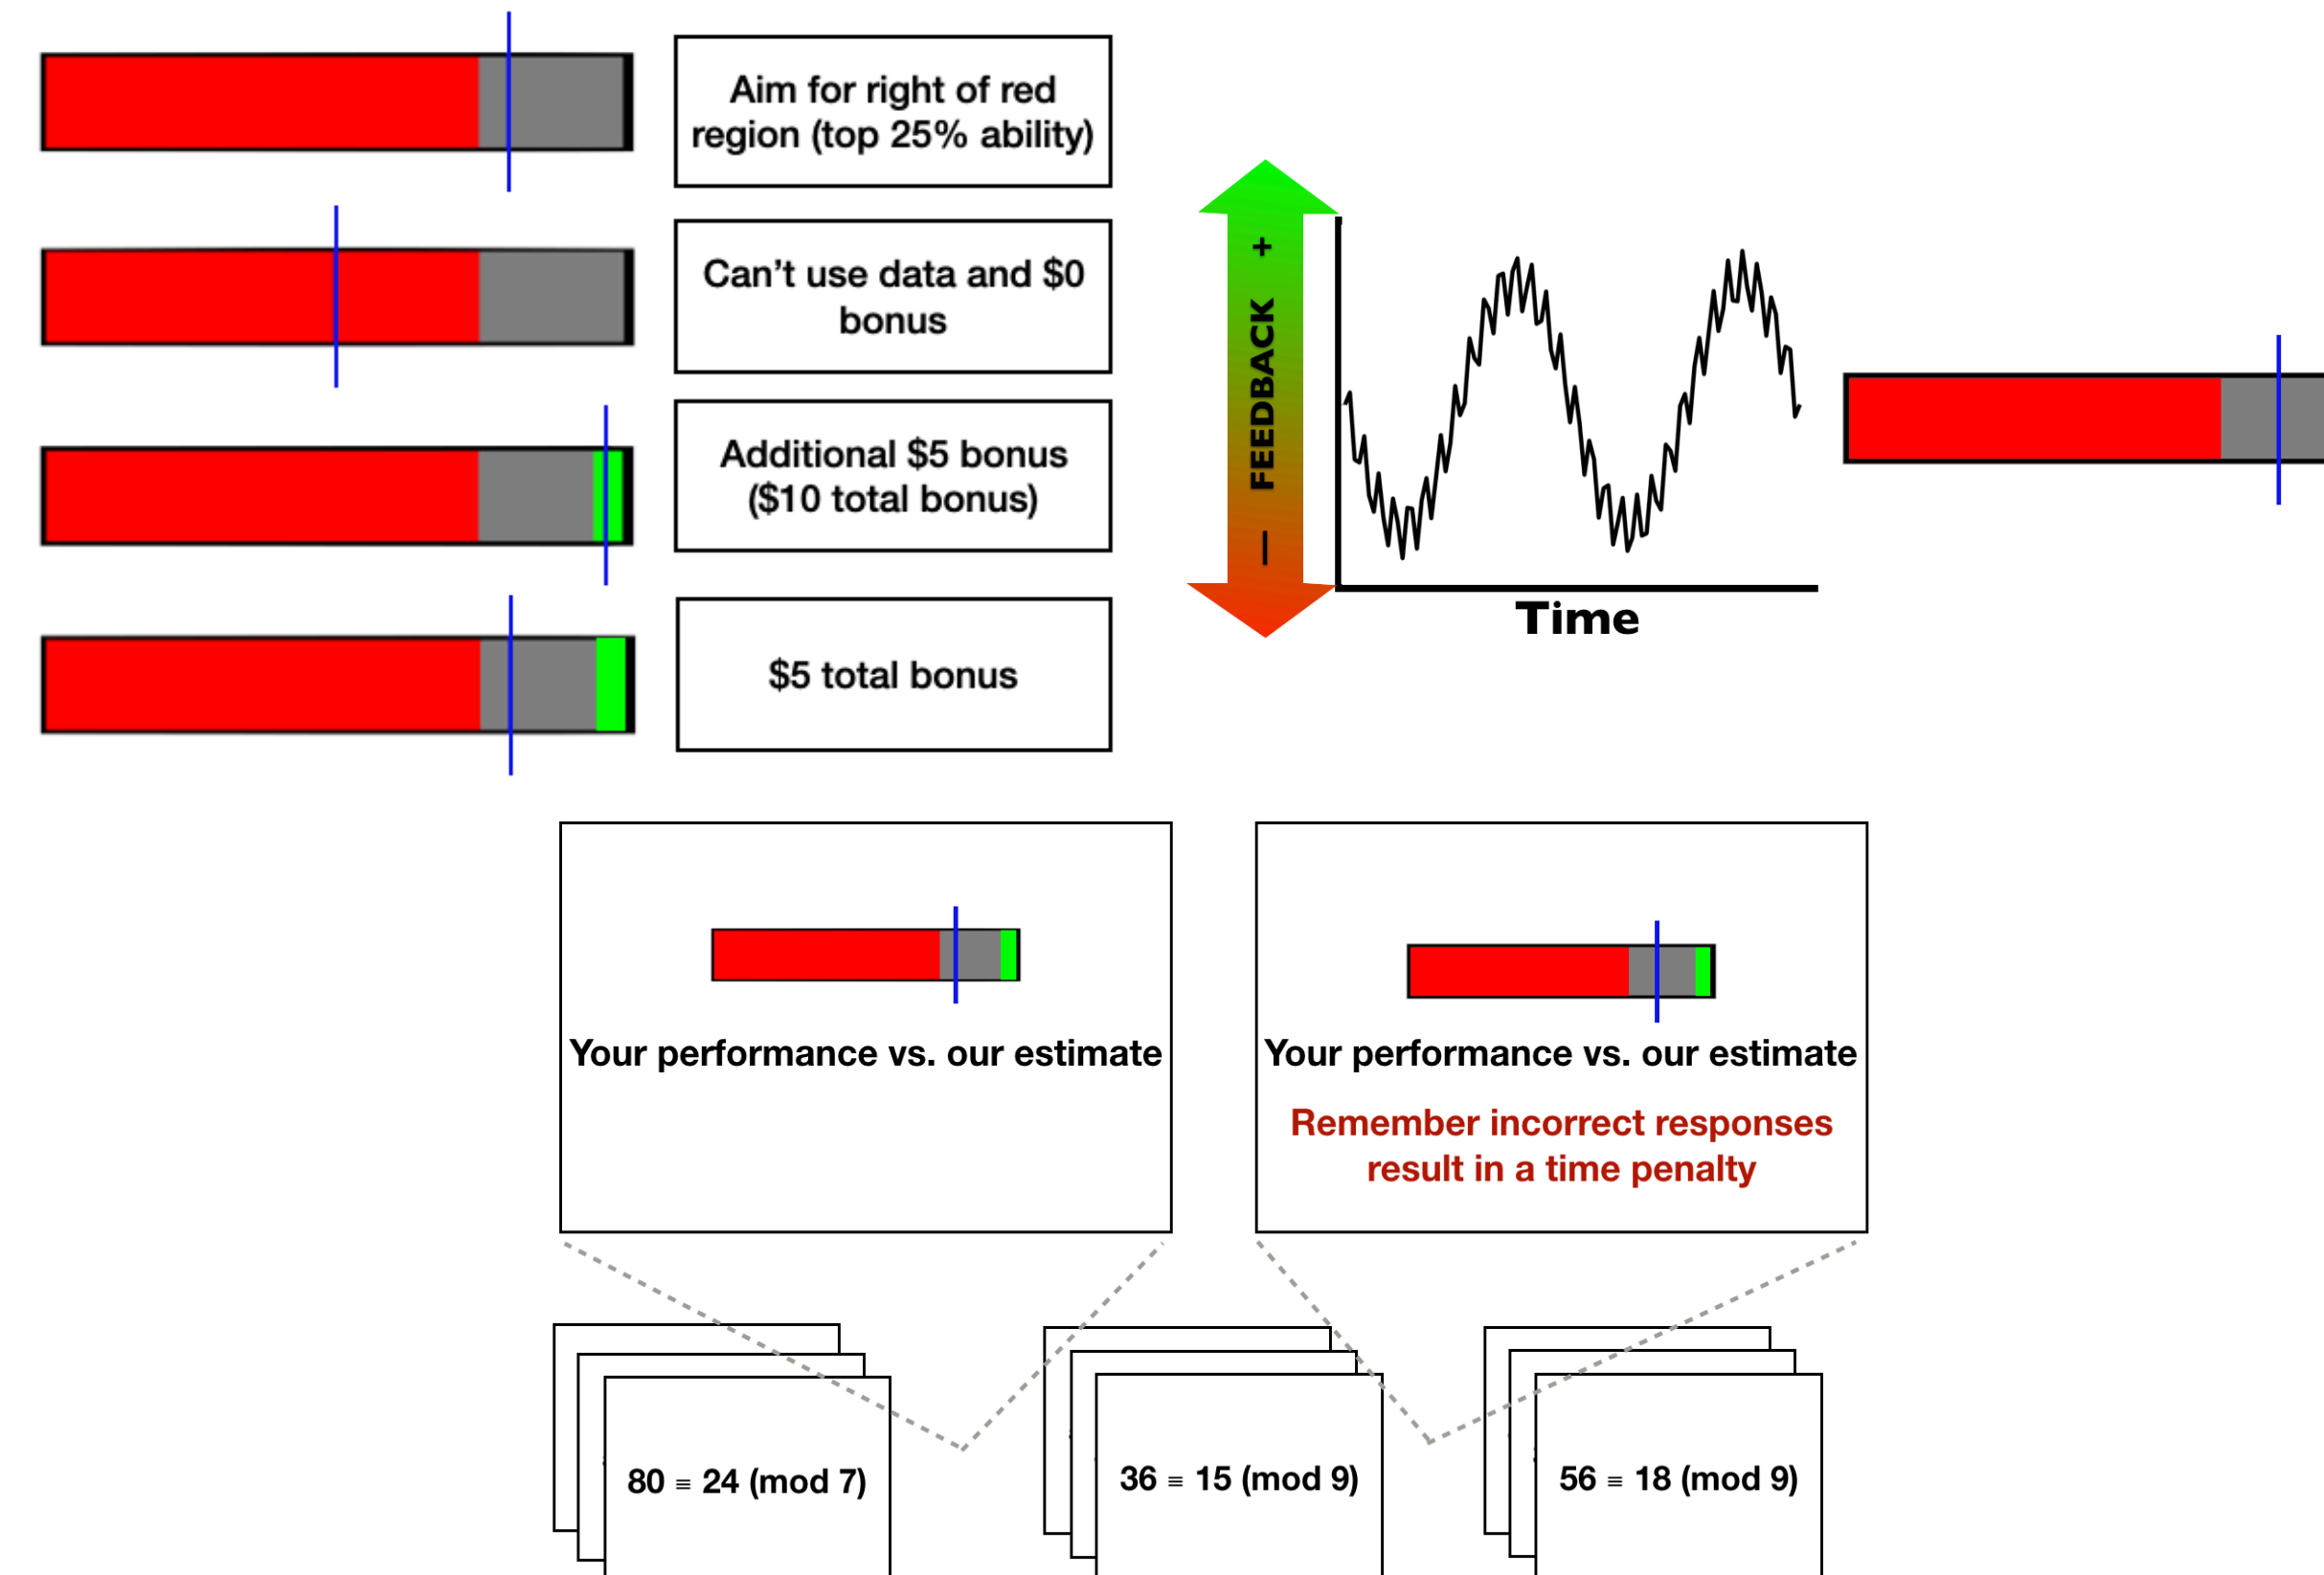 Aim for right of red
region (top 25% ability)
Can’t use data and $0
bonus
Additional $5 bonus
($10 total bonus)
$5 total bonus
— FEEDBACK +
Time
Your performance vs. our estimate
Your performance vs. our estimate
Remember incorrect responses
result in a time penalty
80 ≡ 24 (mod 7)
36 ≡ 15 (mod 9)
56 ≡ 18 (mod 9)